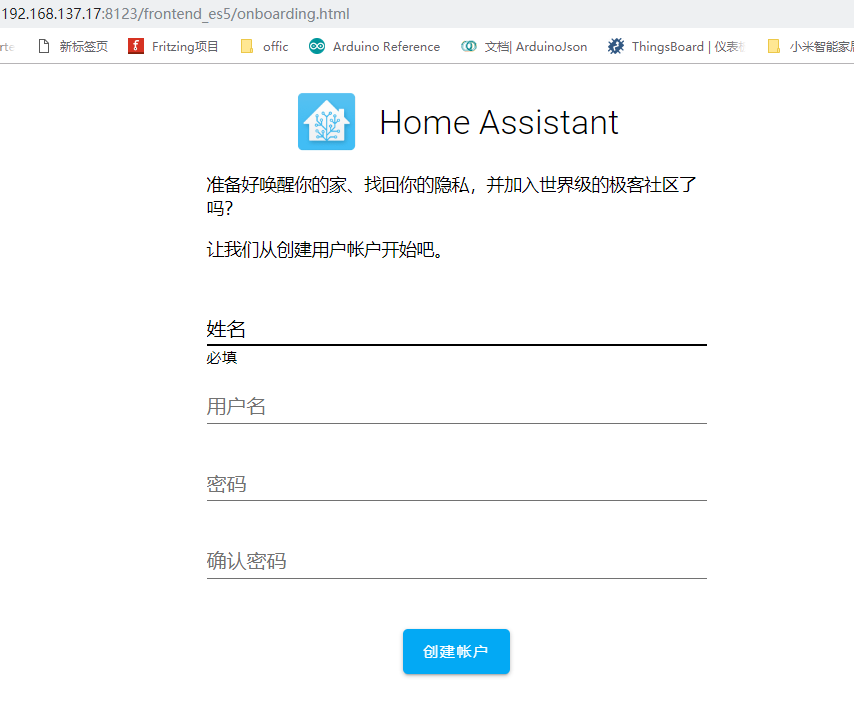 192.168.137.17:8123/frontend_es5/onboarding.html
新标签页 Fritzing项目 offic Arduino Reference 文档| ArduinoJson ThingsBoard | 仪表 小米智能家
Home Assistant
准备好唤醒你的家、找回你的隐私，并加入世界级的极客社区了
吗？
让我们从创建用户帐户开始吧。
姓名
必填
用户名
密码
确认密码
创建帐户